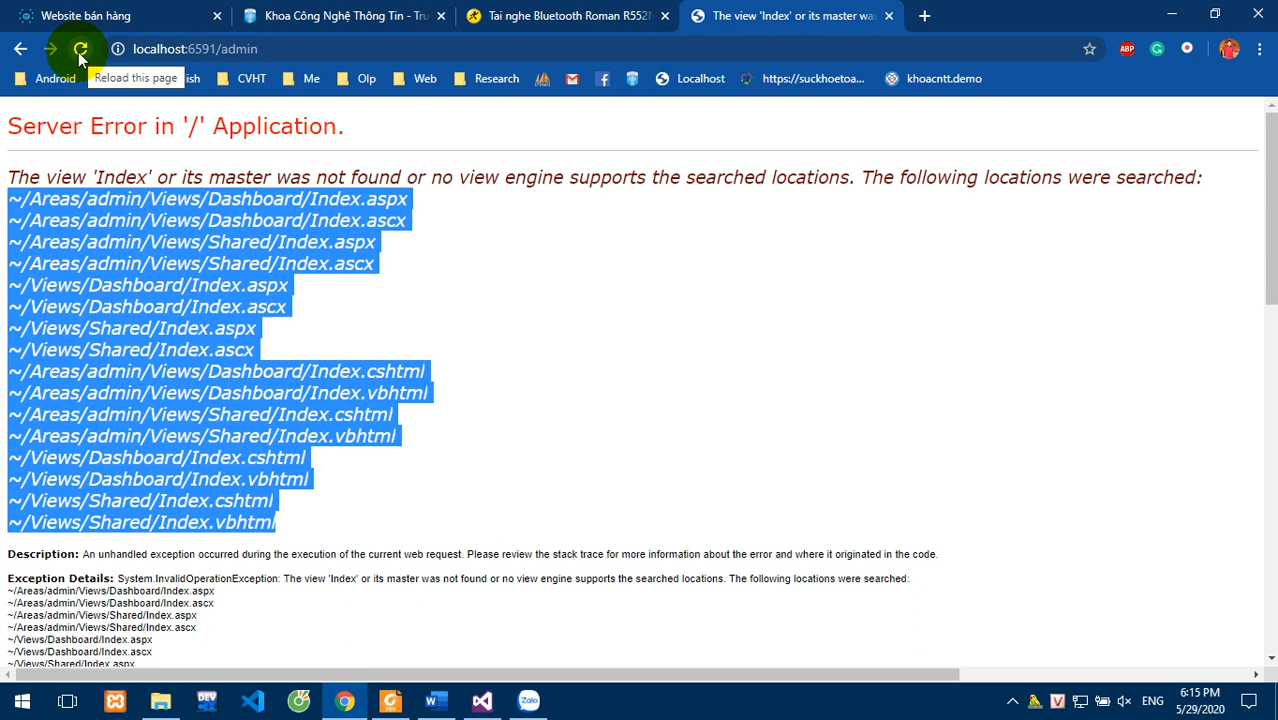 Website bán hàng
Khoa Công Nghệ Thông Tin - Trư
Tai nghe Bluetooth Roman R552N
The view 'Index' or its master was
localhost:6591/admin
ABP
Android
Reload this page
ish
CVHT
Me
Olp
Web
Research
Localhost
https://suckhoetoa...
khoacntt.demo
Server Error in '/' Application.
The view 'Index' or its master was not found or no view engine supports the searched locations. The following locations were searched:
~/Areas/admin/Views/Dashboard/Index.aspx
~/Areas/admin/Views/Dashboard/Index.ascx
~/Areas/admin/Views/Shared/Index.aspx
~/Areas/admin/Views/Shared/Index.ascx
~/Views/Dashboard/Index.aspx
~/Views/Dashboard/Index.ascx
~/Views/Shared/Index.aspx
~/Views/Shared/Index.ascx
~/Areas/admin/Views/Dashboard/Index.cshtml
~/Areas/admin/Views/Dashboard/Index.vbhtml
~/Areas/admin/Views/Shared/Index.cshtml
~/Areas/admin/Views/Shared/Index.vbhtml
~/Views/Dashboard/Index.cshtml
~/Views/Dashboard/Index.vbhtml
~/Views/Shared/Index.cshtml
~/Views/Shared/Index.vbhtml
Description: An unhandled exception occurred during the execution of the current web request. Please review the stack trace for more information about the error and where it originated in the code.
Exception Details: System.InvalidOperationException: The view 'Index' or its master was not found or no view engine supports the searched locations. The following locations were searched:
~/Areas/admin/Views/Dashboard/Index.aspx
~/Areas/admin/Views/Dashboard/Index.ascx
~/Areas/admin/Views/Shared/Index.aspx
~/Areas/admin/Views/Shared/Index.ascx
~/Views/Dashboard/Index.aspx
~/Views/Dashboard/Index.ascx
~/Views/Shared/Index.aspx
DEV
Zalo
ENG
6:15 PM
5/29/2020